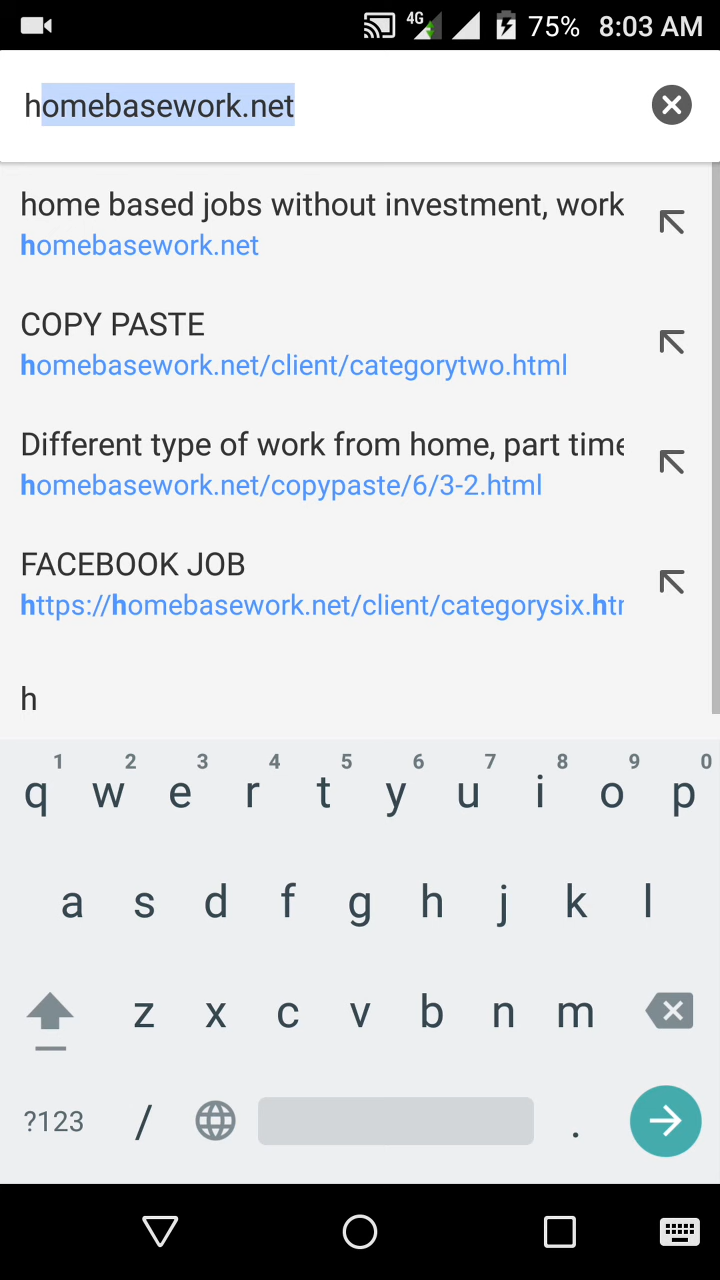 4G 75% 8:03 AM
homebasework.net
home based jobs without investment, work
homebasework.net
COPY PASTE
homebasework.net/client/categorytwo.html
Different type of work from home, part time
homebasework.net/copypaste/6/3-2.html
FACEBOOK JOB
https://homebasework.net/client/categorysix.htm
h
1 2 3 4 5 6 7 8 9 0
q w e r t y u i o p
a s d f g h j k l
z x c v b n m
?123 / .